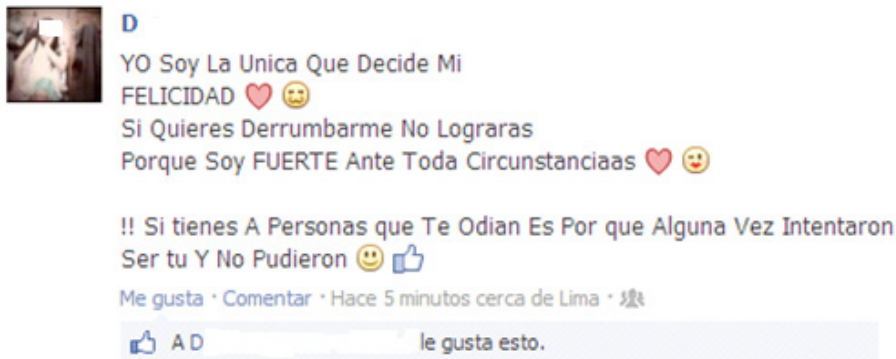 D
YO Soy La Unica Que Decide Mi
FELICIDAD
Si Quieres Derrumbarme No Lograras
Porque Soy FUERTE Ante Toda Circunstanciaas
!! Si tienes A Personas que Te Odian Es Por que Alguna Vez Intentaron
Ser tu Y No Pudieron
Me gusta · Comentar · Hace 5 minutos cerca de Lima ·
A D le gusta esto.